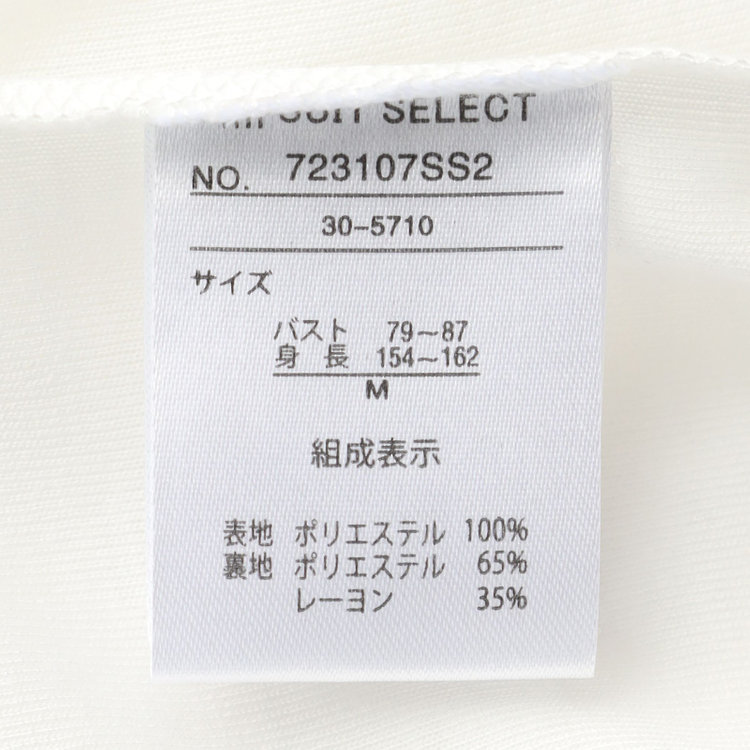 SUIT SELECT
NO. 723107SS2
30-5710
サイズ
バスト 79〜87
身長 154〜162
M
組成表示
表地 ポリエステル 100%
裏地 ポリエステル 65%
レーヨン 35%